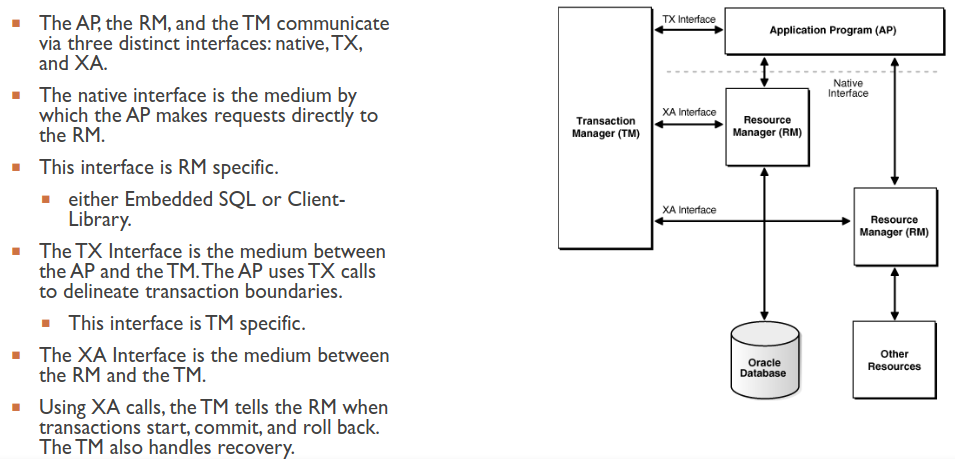 The AP, the RM, and the TM communicate
via three distinct interfaces: native, TX,
and XA.
The native interface is the medium by
which the AP makes requests directly to
the RM.
This interface is RM specific.
either Embedded SQL or Client-
Library.
The TX Interface is the medium between
the AP and the TM. The AP uses TX calls
to delineate transaction boundaries.
This interface is TM specific.
The XA Interface is the medium between
the RM and the TM.
Using XA calls, the TM tells the RM when
transactions start, commit, and roll back.
The TM also handles recovery.
TX Interface
Application Program (AP)
Native
Interface
Transaction
Manager (TM)
XA Interface
Resource
Manager (RM)
XA Interface
Resource
Manager (RM)
Oracle
Database
Other
Resources